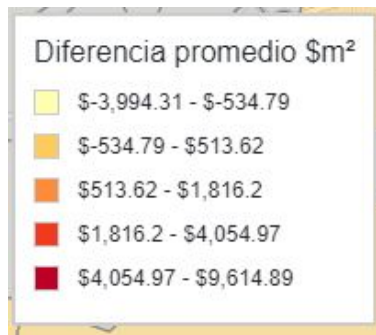 Diferencia promedio $m²
$-3,994.31 - $-534.79
$-534.79 - $513.62
$513.62 - $1,816.2
$1,816.2 - $4,054.97
$4,054.97 - $9,614.89